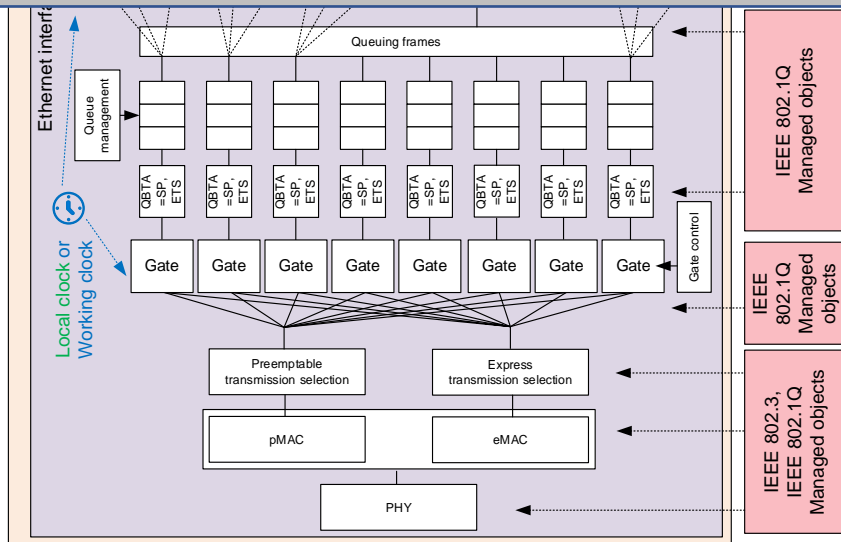 Ethernet interfa
Queuing frames
Queue
management
QBTA
=SP,
ETS
QBTA
=SP,
ETS
QBTA
=SP,
ETS
QBTA
=SP,
ETS
QBTA
=SP,
ETS
QBTA
=SP,
ETS
QBTA
=SP,
ETS
QBTA
=SP,
ETS
Local clock or
Working clock
Gate
Gate
Gate
Gate
Gate
Gate
Gate
Gate
Gate control
Preemptable
transmission selection
Express
transmission selection
pMAC
eMAC
PHY
IEEE 802.1Q
Managed objects
IEEE
802.1Q
Managed
objects
IEEE 802.3,
IEEE 802.1Q
Managed objects